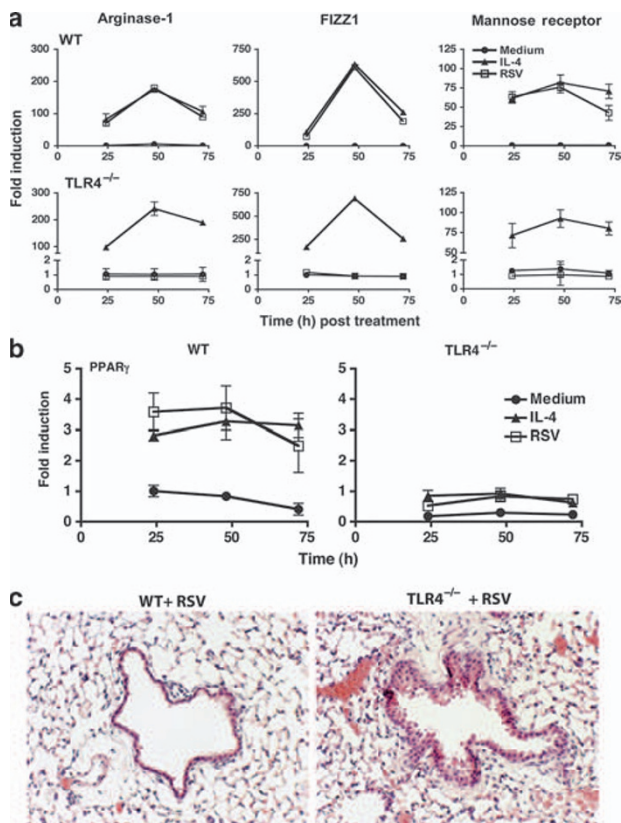 a
Arginase-1 FIZZ1 Mannose receptor
WT
300
200
100
0
0 25 50 75
750
500
250
0
0 25 50 75
125
100
75
50
25
0
0 25 50 75
Medium
IL-4
RSV
Fold induction
TLR4−/−
300
200
100
2
1
0
0 25 50 75
750
500
250
2
1
0
0 25 50 75
125
100
75
50
25
2
1
0
0 25 50 75
Time (h) post treatment
b
WT TLR4−/−
PPARγ
Fold induction
5
4
3
2
1
0
0 25 50 75
5
4
3
2
1
0
0 25 50 75
Medium
IL-4
RSV
Time (h)
c
WT+ RSV TLR4−/− + RSV